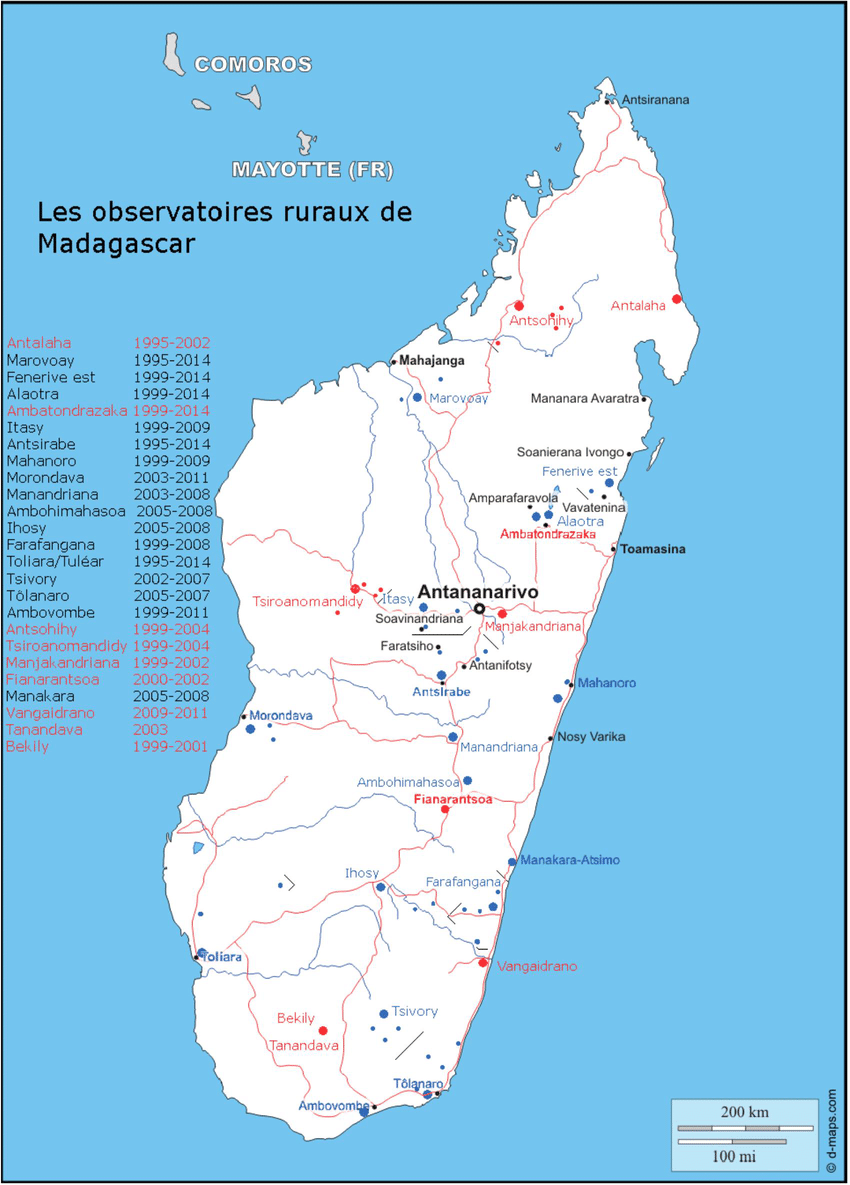 COMOROS
MAYOTTE (FR)
Les observatoires ruraux de
Madagascar
Antalaha 1995-2002
Marovoay 1995-2014
Fenerive est 1999-2014
Alaotra 1999-2014
Ambatondrazaka 1999-2014
Itasy 1999-2009
Antsirabe 1995-2014
Mahanoro 1999-2009
Morondava 2003-2011
Manandriana 2003-2008
Ambohimahasoa 2005-2008
Ihosy 2005-2008
Farafangana 1999-2008
Toliara/Tuléar 1995-2014
Tsivory 2002-2007
Tôlanaro 2005-2007
Ambovombe 1999-2011
Antsohihy 1999-2004
Tsiroanomandidy 1999-2004
Manjakandriana 1999-2002
Fianarantsoa 2000-2002
Manakara 2005-2008
Vangaidrano 2009-2011
Tanandava 2003
Bekily 1999-2001
Antsiranana
Antalaha
Antsohihy
Mahajanga
Marovoay
Mananara Avaratra
Soanierana Ivongo
Fenerive est
Amparafaravola
Vavatenina
Alaotra
Ambatondrazaka
Toamasina
Antananarivo
Tsiroanomandidy
Itasy
Soavinandriana
Manjakandriana
Faratsiho
Antanifotsy
Antsirabe
Mahanoro
Morondava
Nosy Varika
Manandriana
Ambohimahasoa
Fianarantsoa
Manakara-Atsimo
Ihosy
Farafangana
Toliara
Vangaidrano
Tsivory
Bekily
Tanandava
Tôlanaro
Ambovombe
200 km
100 mi
© d-maps.com